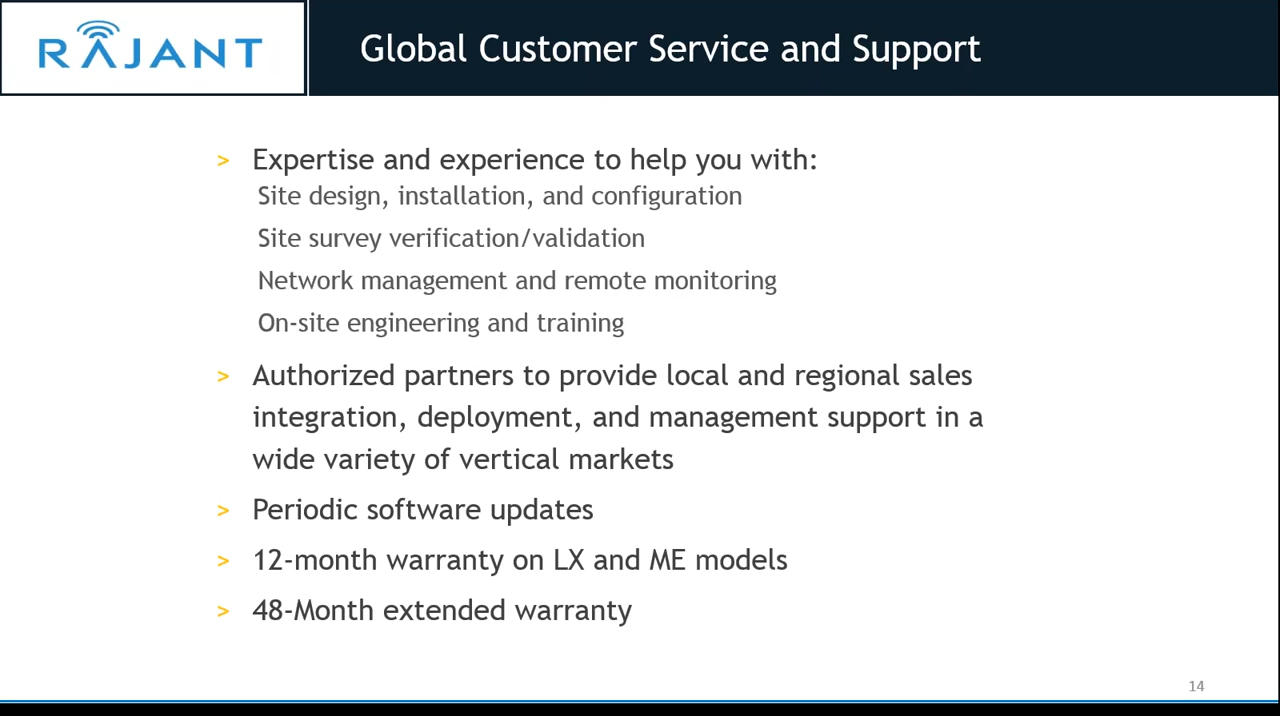 RAJANT
Global Customer Service and Support
> Expertise and experience to help you with:
Site design, installation, and configuration
Site survey verification/validation
Network management and remote monitoring
On-site engineering and training
> Authorized partners to provide local and regional sales
integration, deployment, and management support in a
wide variety of vertical markets
> Periodic software updates
> 12-month warranty on LX and ME models
> 48-Month extended warranty
14